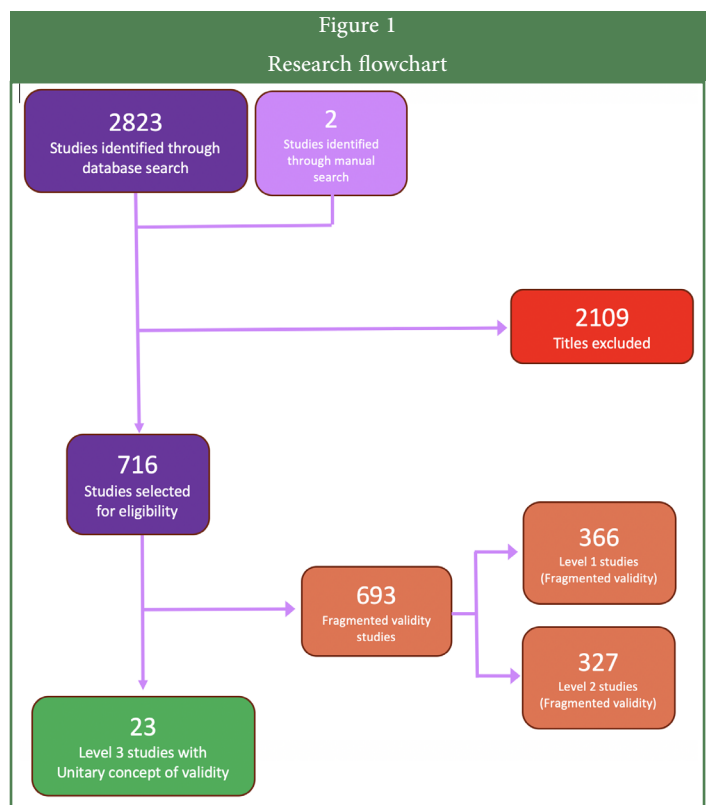 Figure 1
Research flowchart
2823
Studies identified through
database search
2
Studies identified
through manual
search
2109
Titles excluded
716
Studies selected
for eligibility
366
Level 1 studies
(Fragmented validity)
693
Fragmented validity
studies
327
Level 2 studies
(Fragmented validity)
23
Level 3 studies with
Unitary concept of validity